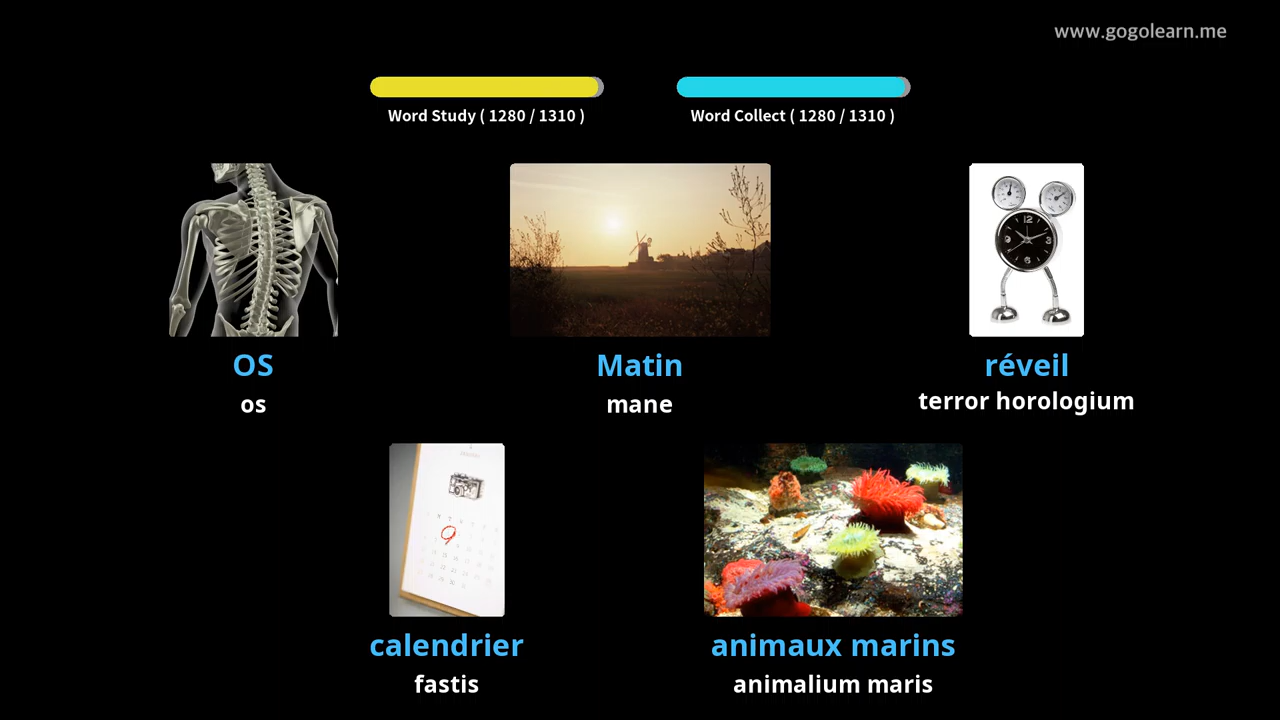 www.gogolearn.me
Word Study ( 1280 / 1310 )
Word Collect ( 1280 / 1310 )
OS
os
Matin
mane
réveil
terror horologium
calendrier
fastis
animaux marins
animalium maris